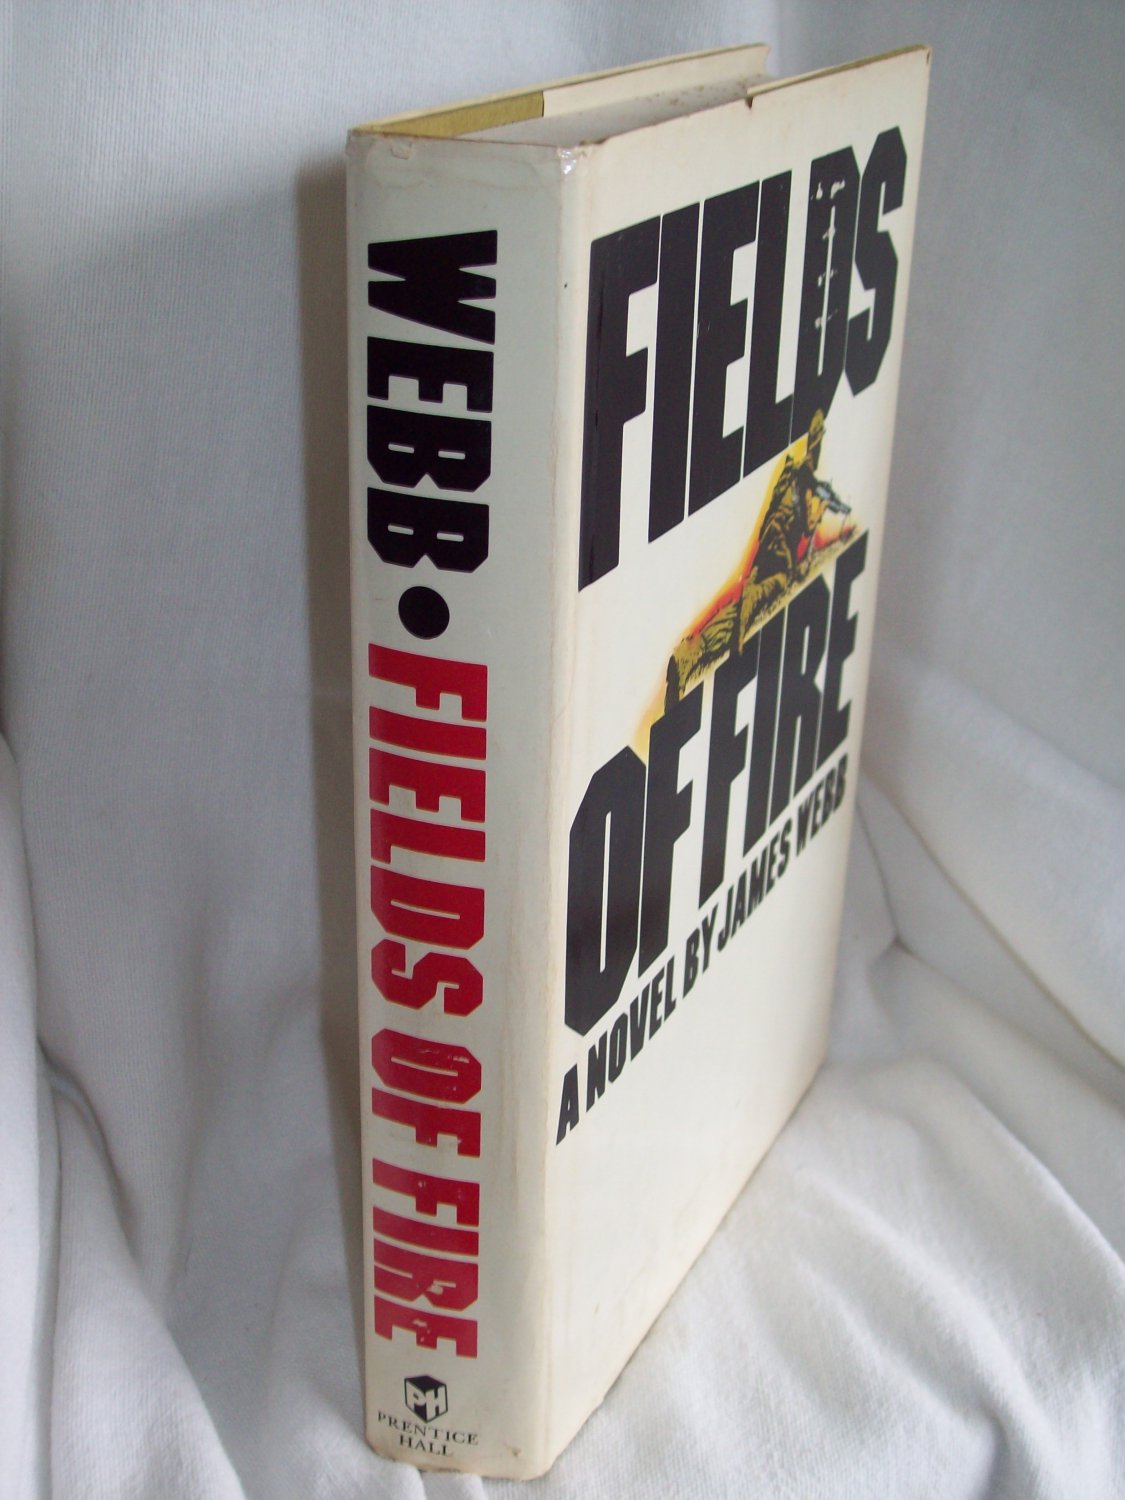 WEBB • FIELDS OF FIRE
PH
PRENTICE
HALL
FIELDS
OF FIRE
A NOVEL BY JAMES WEBB